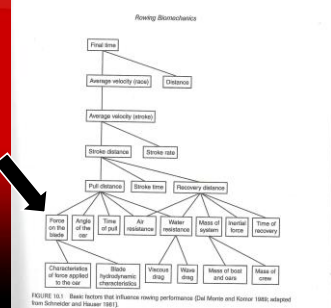 Rowing Biomechanics
Final time
Average velocity (race)
Distance
Average velocity (stroke)
Stroke distance
Stroke rate
Pull distance
Stroke time
Recovery distance
Force
on the
blade
Angle
of the
oar
Time
of pull
Air
resistance
Water
resistance
Mass of
system
Inertial
force
Time of
recovery
Characteristics
of force applied
to the oar
Blade
hydrodynamic
characteristics
Viscous
drag
Wave
drag
Mass of boat
and oars
Mass of
crew
FIGURE 10.1 Basic factors that influence rowing performance (Dal Monte and Komor 1989; adapted
from Schneider and Hauser 1981).